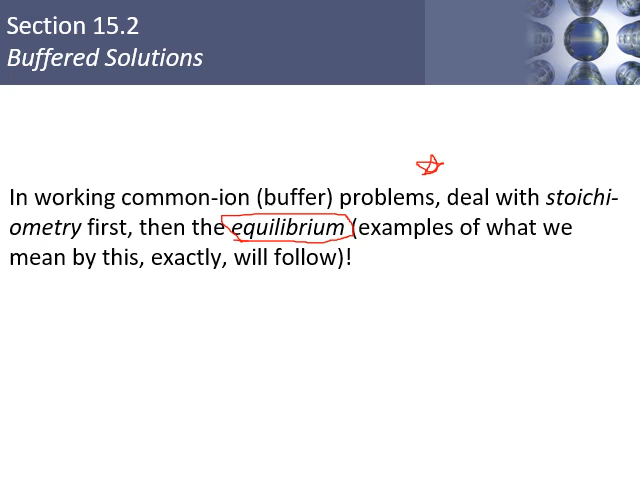 Section 15.2
Buffered Solutions
In working common-ion (buffer) problems, deal with stoichi-
ometry first, then the equilibrium (examples of what we
mean by this, exactly, will follow)!